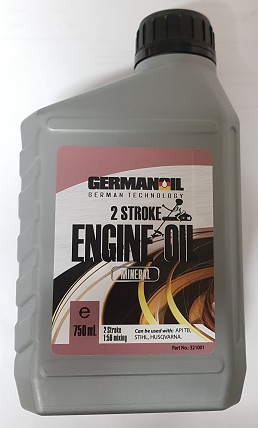 GERMANOIL
GERMAN TECHNOLOGY
2 STROKE
ENGINE OIL
MINERAL
e
750 mL
2 Stroke
1:50 mixing
Can be used with: API TB,
STIHL, HUSQVARNA,
Part No.: 321001